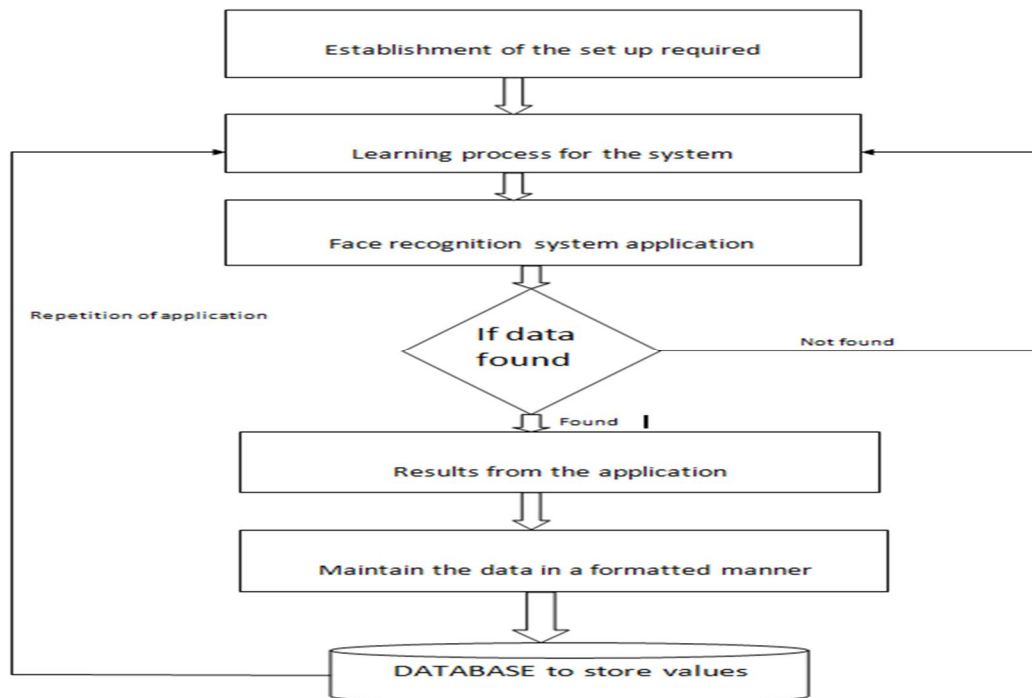 Establishment of the set up required
Learning process for the system
Face recognition system application
Repetition of application
If data
found
Not found
Found
Results from the application
Maintain the data in a formatted manner
DATABASE to store values